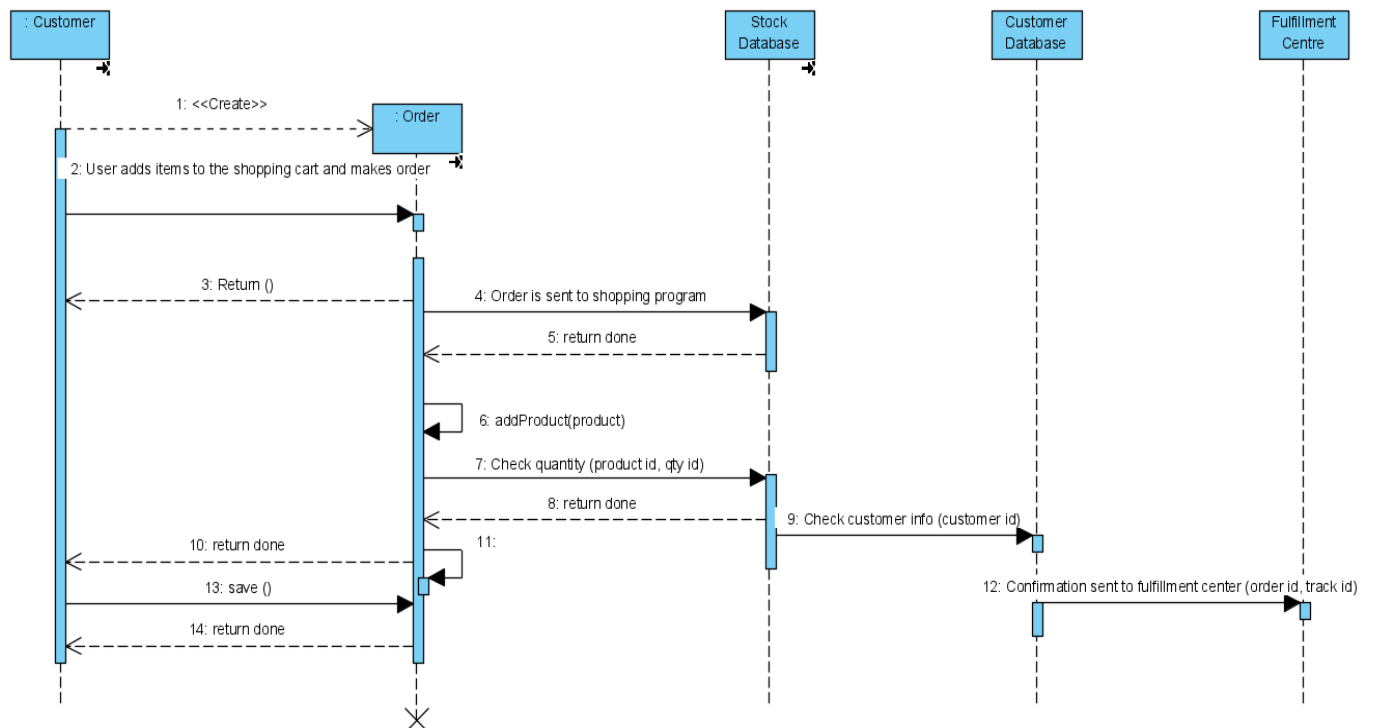 : Customer
Stock
Database
Customer
Database
Fulfillment
Centre
1: <<Create>>
: Order
2: User adds items to the shopping cart and makes order
3: Return ()
4: Order is sent to shopping program
5: return done
6: addProduct(product)
7: Check quantity (product id, qty id)
8: return done
9: Check customer info (customer id)
10: return done
11:
12: Confirmation sent to fulfillment center (order id, track id)
13: save ()
14: return done